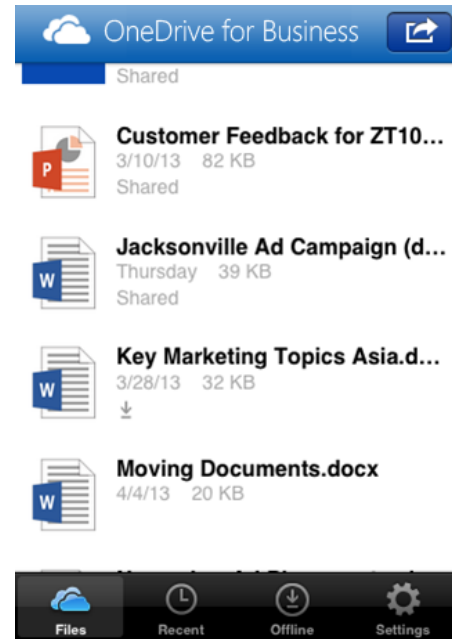 OneDrive for Business
Shared
Customer Feedback for ZT10...
3/10/13 82 KB
Shared
P
Jacksonville Ad Campaign (d...
Thursday 39 KB
Shared
W
Key Marketing Topics Asia.d...
3/28/13 32 KB
W
Moving Documents.docx
4/4/13 20 KB
W
Files Recent Offline Settings